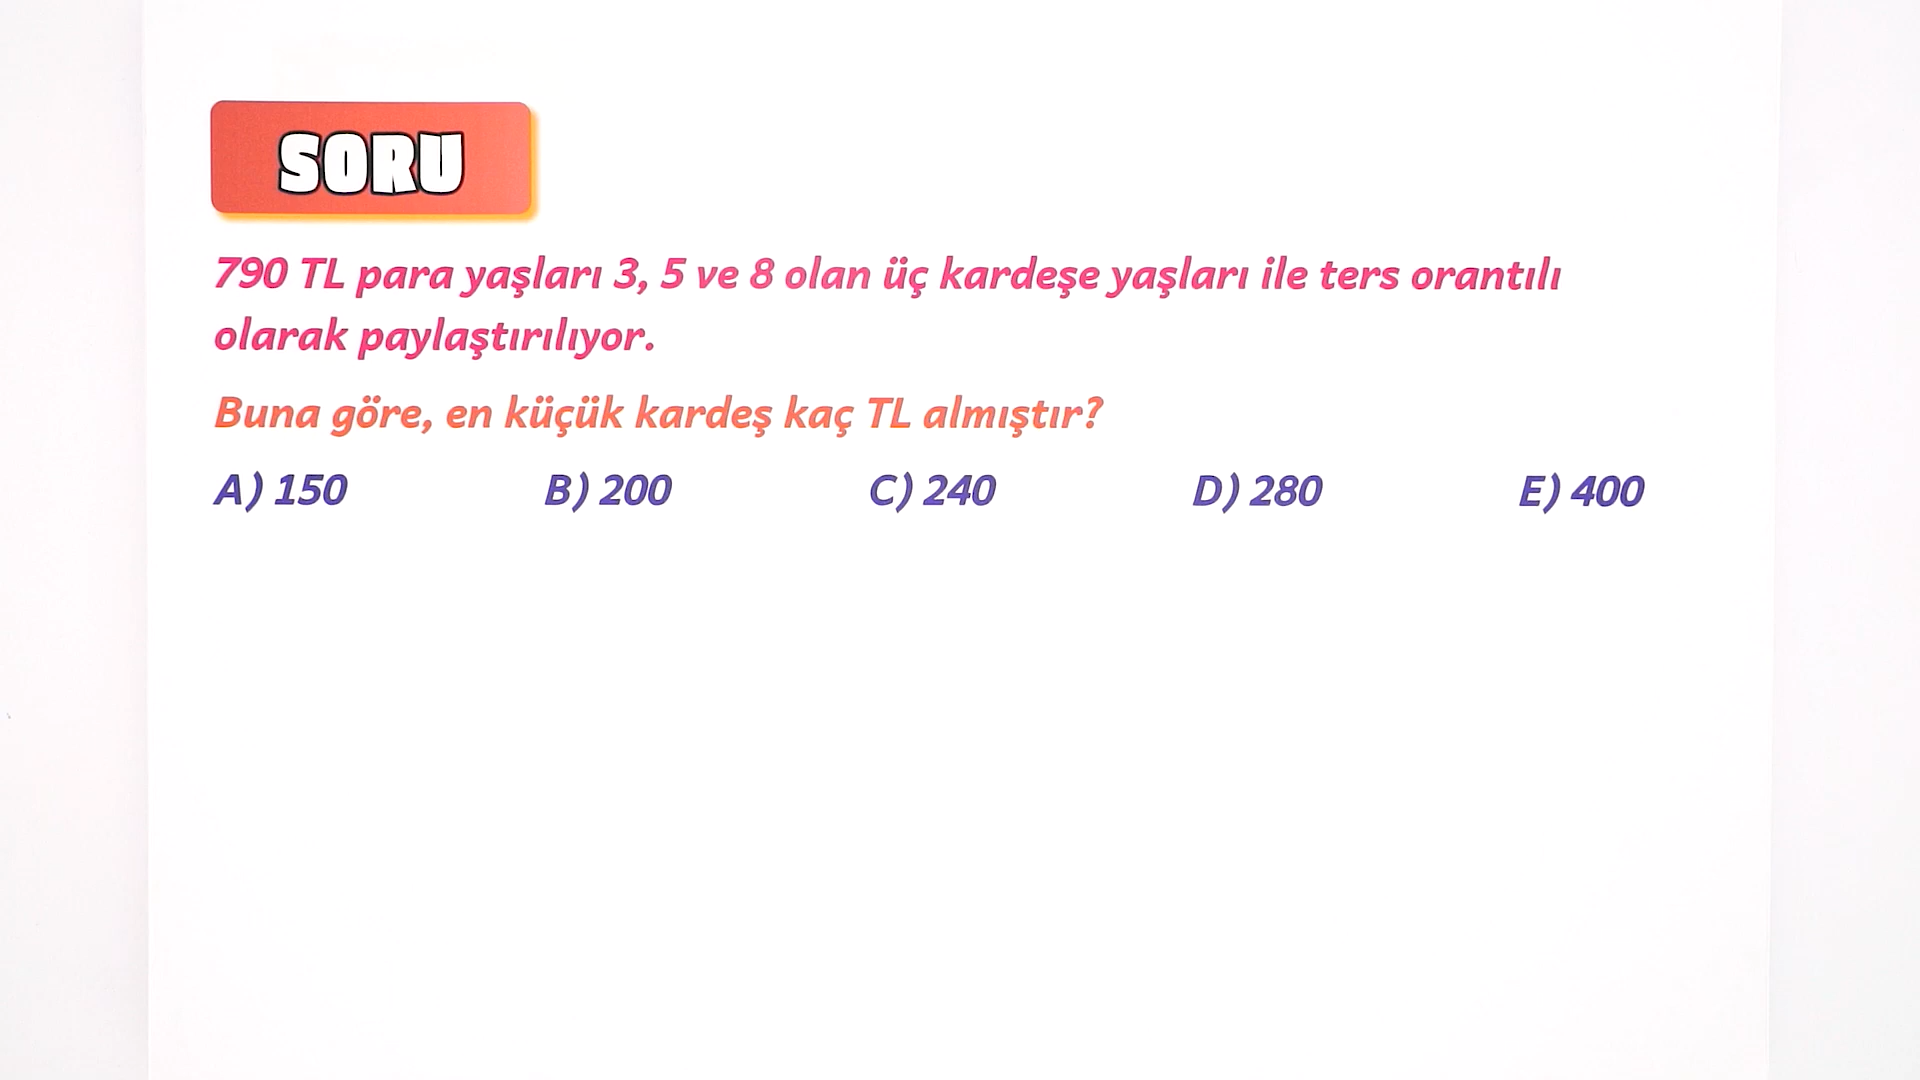 SORU
790 TL para yaşları 3, 5 ve 8 olan üç kardeşe yaşları ile ters orantılı
olarak paylaştırılıyor.
Buna göre, en küçük kardeş kaç TL almıştır?
A) 150 B) 200 C) 240 D) 280 E) 400